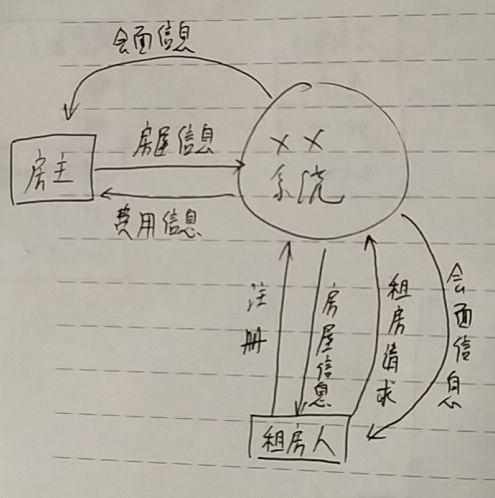 会面信息
房主
房屋信息
费用信息
××
系统
注册
房屋信息
租房请求
会面信息
租房人